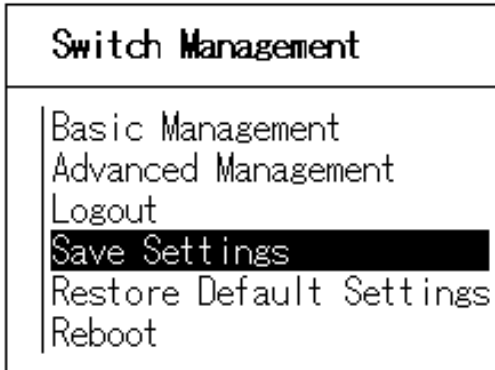 Switch Management
Basic Management
Advanced Management
Logout
Save Settings
Restore Default Settings
Reboot